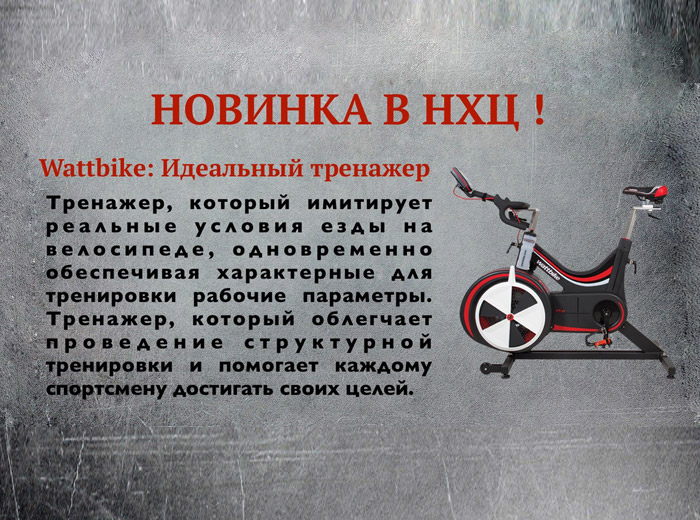 НОВИНКА В НХЦ !
Wattbike: Идеальный тренажер
Тренажер, который имитирует
реальные условия езды на
велосипеде, одновременно
обеспечивая характерные для
тренировки рабочие параметры.
Тренажер, который облегчает
проведение структурной
тренировки и помогает каждому
спортсмену достигать своих целей.
wattbike